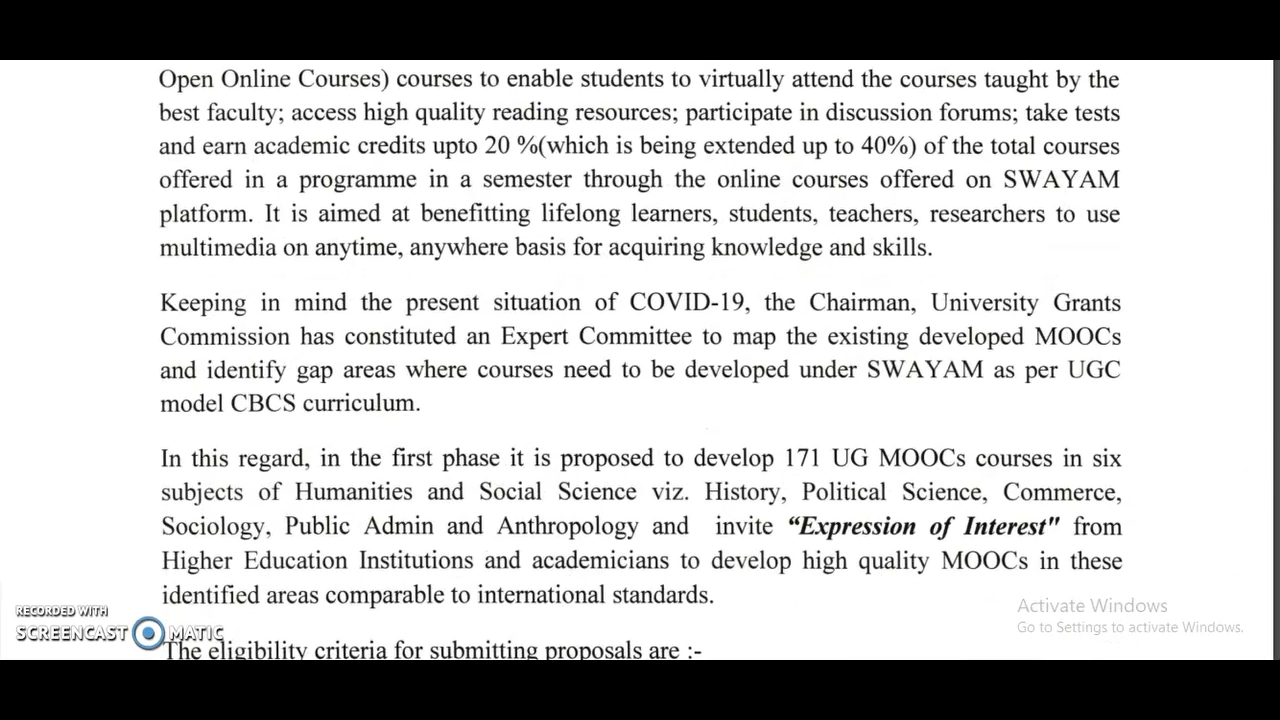 Open Online Courses) courses to enable students to virtually attend the courses taught by the
best faculty; access high quality reading resources; participate in discussion forums; take tests
and earn academic credits upto 20 %(which is being extended up to 40%) of the total courses
offered in a programme in a semester through the online courses offered on SWAYAM
platform. It is aimed at benefitting lifelong learners, students, teachers, researchers to use
multimedia on anytime, anywhere basis for acquiring knowledge and skills.
Keeping in mind the present situation of COVID-19, the Chairman, University Grants
Commission has constituted an Expert Committee to map the existing developed MOOCs
and identify gap areas where courses need to be developed under SWAYAM as per UGC
model CBCS curriculum.
In this regard, in the first phase it is proposed to develop 171 UG MOOCs courses in six
subjects of Humanities and Social Science viz. History, Political Science, Commerce,
Sociology, Public Admin and Anthropology and invite “Expression of Interest" from
Higher Education Institutions and academicians to develop high quality MOOCs in these
identified areas comparable to international standards.
The eligibility criteria for submitting proposals are :-
RECORDED WITH
SCREENCAST MATIC
Activate Windows
Go to Settings to activate Windows.